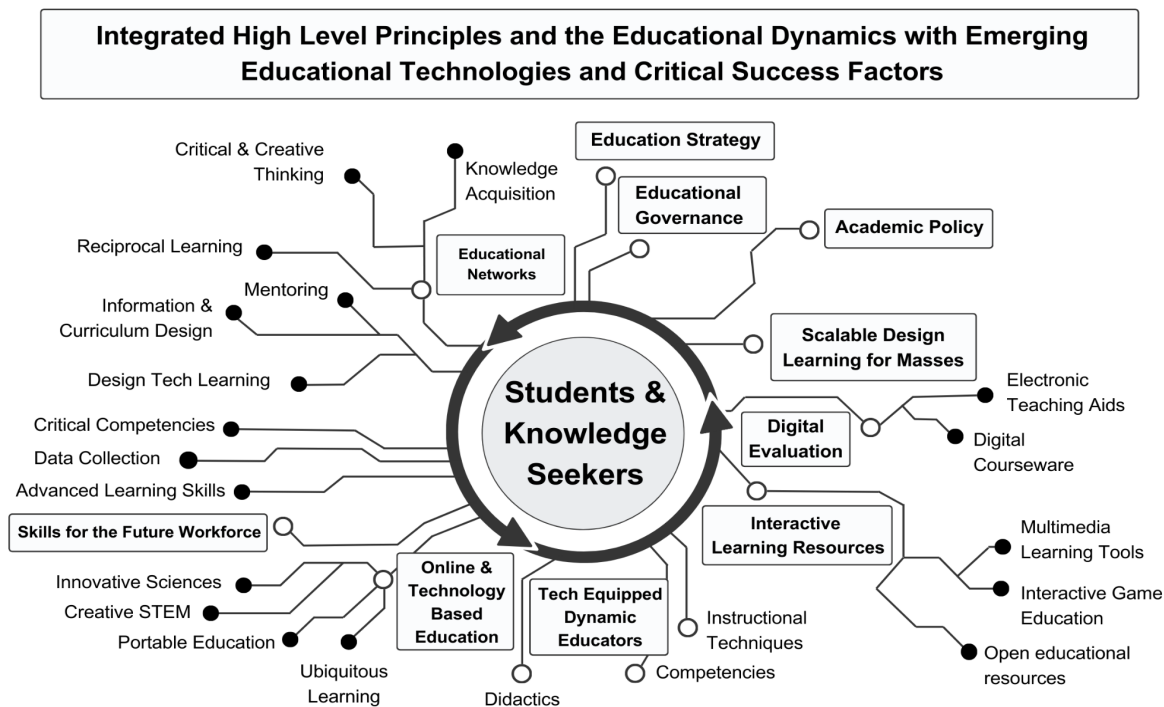 Integrated High Level Principles and the Educational Dynamics with Emerging
Educational Technologies and Critical Success Factors
Critical & Creative
Thinking
Knowledge
Acquisition
Education Strategy
Educational
Governance
Academic Policy
Reciprocal Learning
Educational
Networks
Mentoring
Information &
Curriculum Design
Scalable Design
Learning for Masses
Design Tech Learning
Students &
Knowledge
Seekers
Electronic
Teaching Aids
Digital
Evaluation
Digital
Courseware
Critical Competencies
Data Collection
Advanced Learning Skills
Skills for the Future Workforce
Interactive
Learning Resources
Multimedia
Learning Tools
Interactive Game
Education
Open educational
resources
Innovative Sciences
Creative STEM
Portable Education
Ubiquitous
Learning
Online &
Technology
Based
Education
Tech Equipped
Dynamic
Educators
Instructional
Techniques
Competencies
Didactics